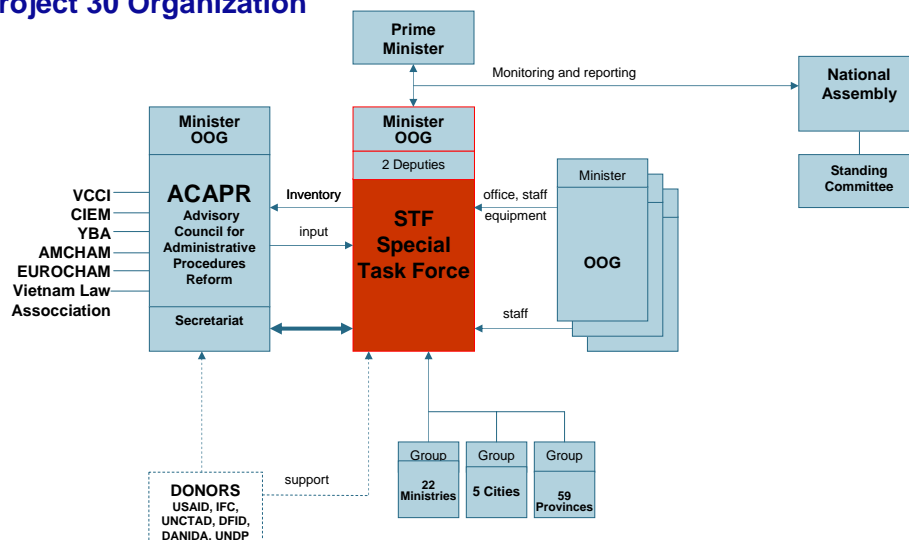 roject 30 Organization
Prime
Minister
Monitoring and reporting
National
Assembly
Standing
Committee
Minister
OOG
ACAPR
Advisory
Council for
Administrative
Procedures
Reform
Secretariat
VCCI
CIEM
YBA
AMCHAM
EUROCHAM
Vietnam Law
Assocciation
Inventory
input
Minister
OOG
2 Deputies
STF
Special
Task Force
office, staff
equipment
staff
Minister
OOG
Group
22
Ministries
Group
5 Cities
Group
59
Provinces
support
DONORS
USAID, IFC,
UNCTAD, DFID,
DANIDA, UNDP